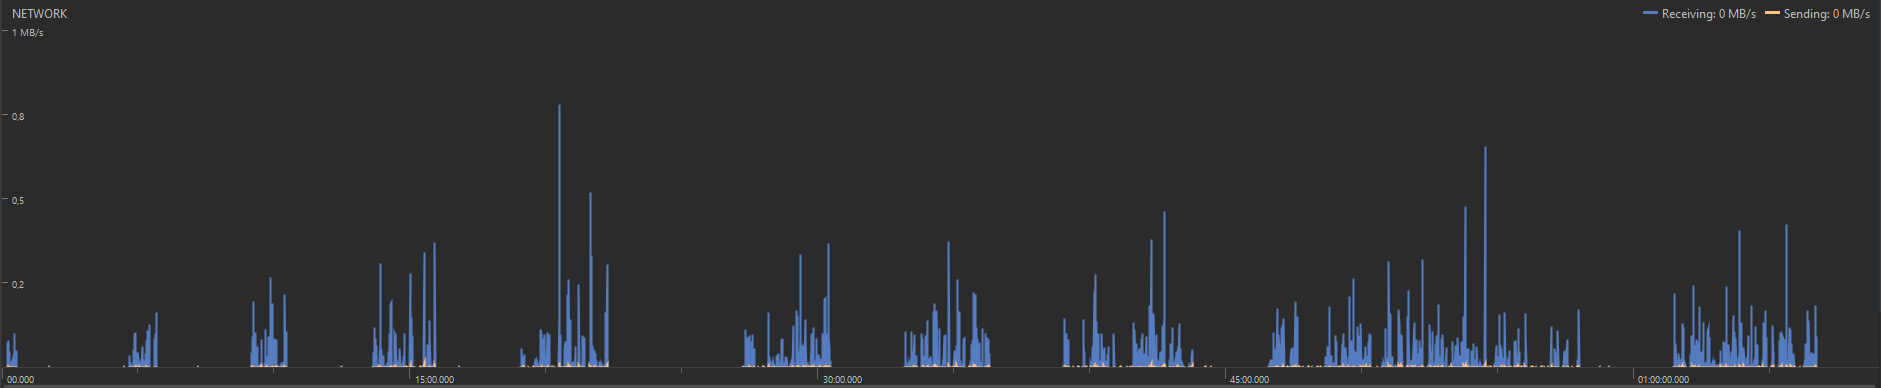 NETWORK
Receiving: 0 MB/s Sending: 0 MB/s
1 MB/s
0,8
0,5
0,2
00.000 15:00.000 30:00.000 45:00.000 01:00:00.000